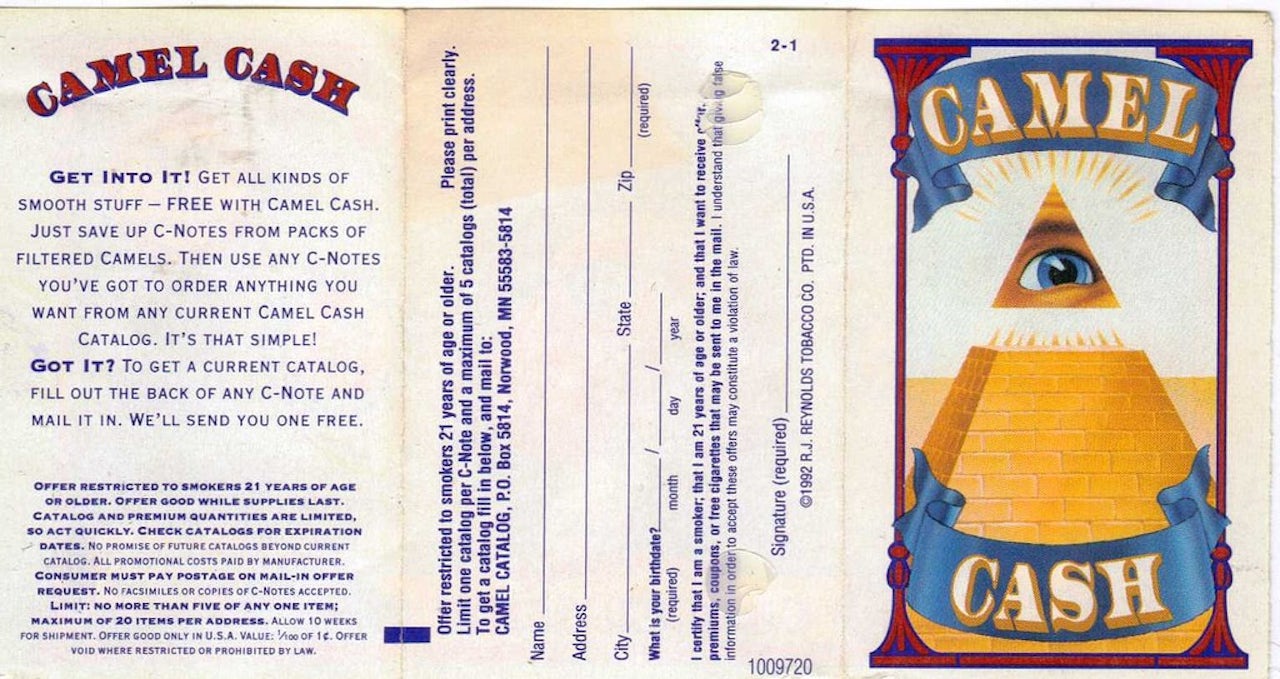 CAMEL CASH
GET INTO IT! GET ALL KINDS OF
SMOOTH STUFF – FREE WITH CAMEL CASH.
JUST SAVE UP C-NOTES FROM PACKS OF
FILTERED CAMELS. THEN USE ANY C-NOTES
YOU'VE GOT TO ORDER ANYTHING YOU
WANT FROM ANY CURRENT CAMEL CASH
CATALOG. IT'S THAT SIMPLE!
GOT IT? TO GET A CURRENT CATALOG,
FILL OUT THE BACK OF ANY C-NOTE AND
MAIL IT IN. WE'LL SEND YOU ONE FREE.
OFFER RESTRICTED TO SMOKERS 21 YEARS OF AGE
OR OLDER. OFFER GOOD WHILE SUPPLIES LAST.
CATALOG AND PREMIUM QUANTITIES ARE LIMITED,
SO ACT QUICKLY. CHECK CATALOGS FOR EXPIRATION
DATES. NO PROMISE OF FUTURE CATALOGS BEYOND CURRENT
CATALOG. ALL PROMOTIONAL COSTS PAID BY MANUFACTURER.
CONSUMER MUST PAY POSTAGE ON MAIL-IN OFFER
REQUEST. NO FACSIMILES OR COPIES OF C-NOTES ACCEPTED.
LIMIT: NO MORE THAN FIVE OF ANY ONE ITEM;
MAXIMUM OF 20 ITEMS PER ADDRESS. ALLOW 10 WEEKS
FOR SHIPMENT. OFFER GOOD ONLY IN U.S.A. VALUE: 1/100 OF 1¢. OFFER
VOID WHERE RESTRICTED OR PROHIBITED BY LAW.
Offer restricted to smokers 21 years of age or older. Please print clearly.
Limit one catalog per C-Note and a maximum of 5 catalogs (total) per address.
To get a catalog fill in below, and mail to:
CAMEL CATALOG, P.O. Box 5814, Norwood, MN 55583-5814
Name
Address
City State Zip
What is your birthdate? / / (required)
(required) month day year
I certify that I am a smoker; that I am 21 years of age or older; and that I want to receive
premiums, coupons, or free cigarettes that may be sent to me in the mail. I understand that giving false
information in order to accept these offers may constitute a violation of law.
Signature (required)
©1992 R.J. REYNOLDS TOBACCO CO. PTD. IN U.S.A.
2-1
1009720
CAMEL
CASH